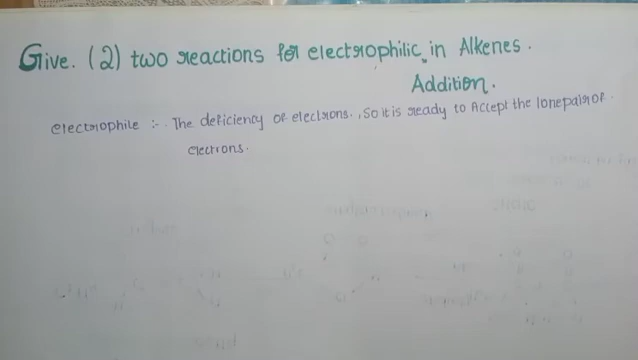 Give. (2) two reactions for electrophilic, in Alkenes.
Addition.
electrophile :- . The deficiency of electrons. , So it is ready to Accept the lonepair of .
electrons.